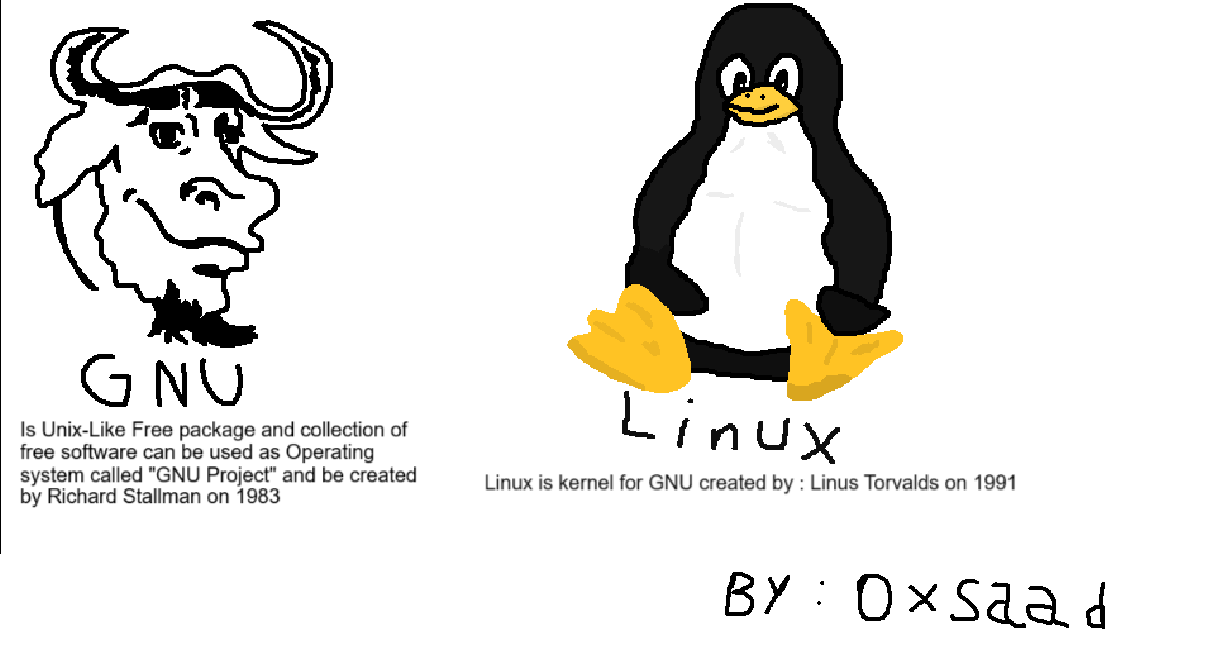 GNU
Is Unix-Like Free package and collection of
free software can be used as Operating
system called "GNU Project" and be created
by Richard Stallman on 1983
Linux
Linux is kernel for GNU created by : Linus Torvalds on 1991
BY : 0xsaad